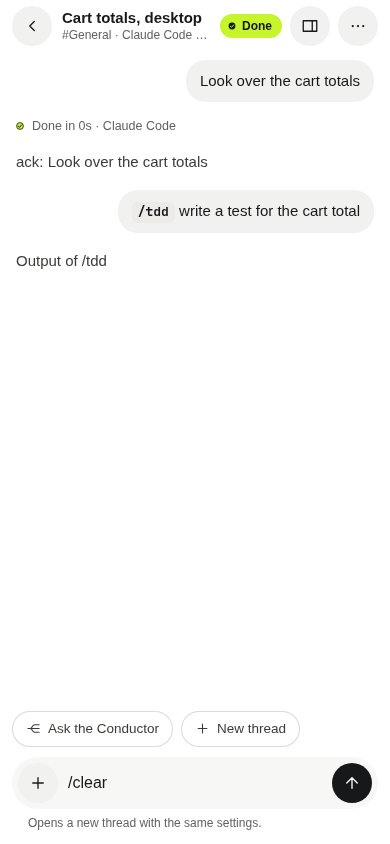 Cart totals, desktop
#General · Claude Code ...
Done
Look over the cart totals
Done in 0s · Claude Code
ack: Look over the cart totals
/tdd write a test for the cart total
Output of /tdd
Ask the Conductor
New thread
/clear
Opens a new thread with the same settings.